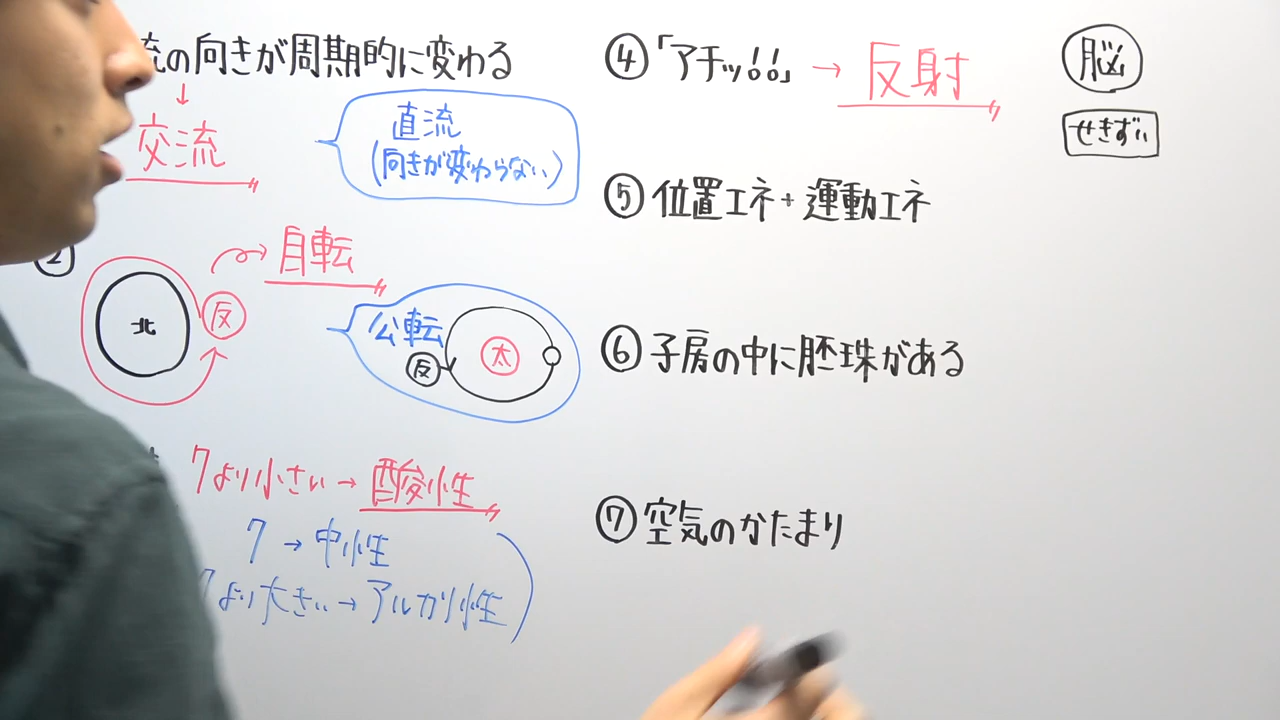 流の向きが周期的に変わる
↓
交流
直流
(向きが変わらない)
②
北
反
自転
公転
反
太
7より小さい → 酸性
7 → 中性
7より大きい → アルカリ性
④「アチッ!!」 → 反射
脳
せきずい
⑤ 位置エネ + 運動エネ
⑥ 子房の中に胚珠がある
⑦ 空気のかたまり